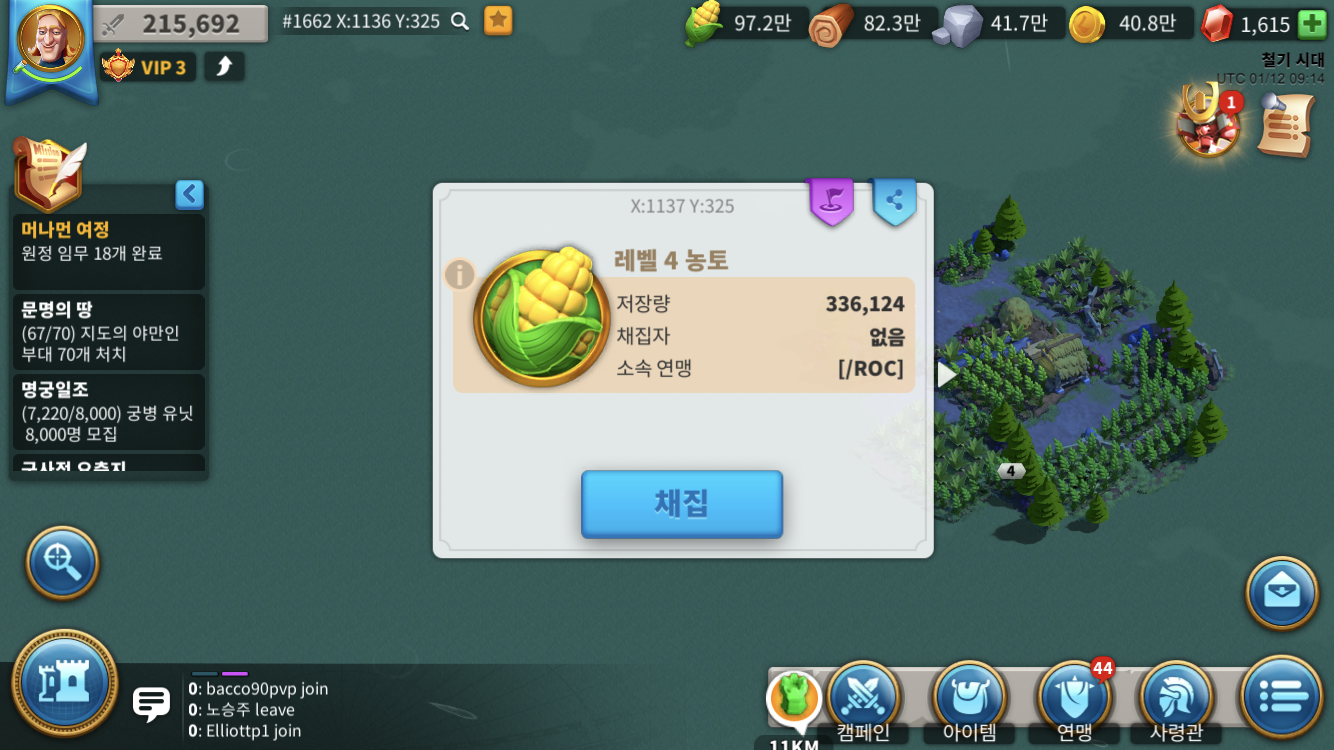 215,692
#1662 X:1136 Y:325
97.2만
82.3만
41.7만
40.8만
1,615
VIP 3
철기 시대
UTC 01/12 09:14
1
Mission
머나먼 여정
원정 임무 18개 완료
문명의 땅
(67/70) 지도의 야만인
부대 70개 처치
명궁일조
(7,220/8,000) 궁병 유닛
8,000명 모집
X:1137 Y:325
레벨 4 농토
저장량 336,124
채집자 없음
소속 연맹 [/ROC]
채집
4
0: bacco90pvp join
0: 노승주 leave
0: Elliottp1 join
11KM
캠페인
아이템
44
연맹
사령관